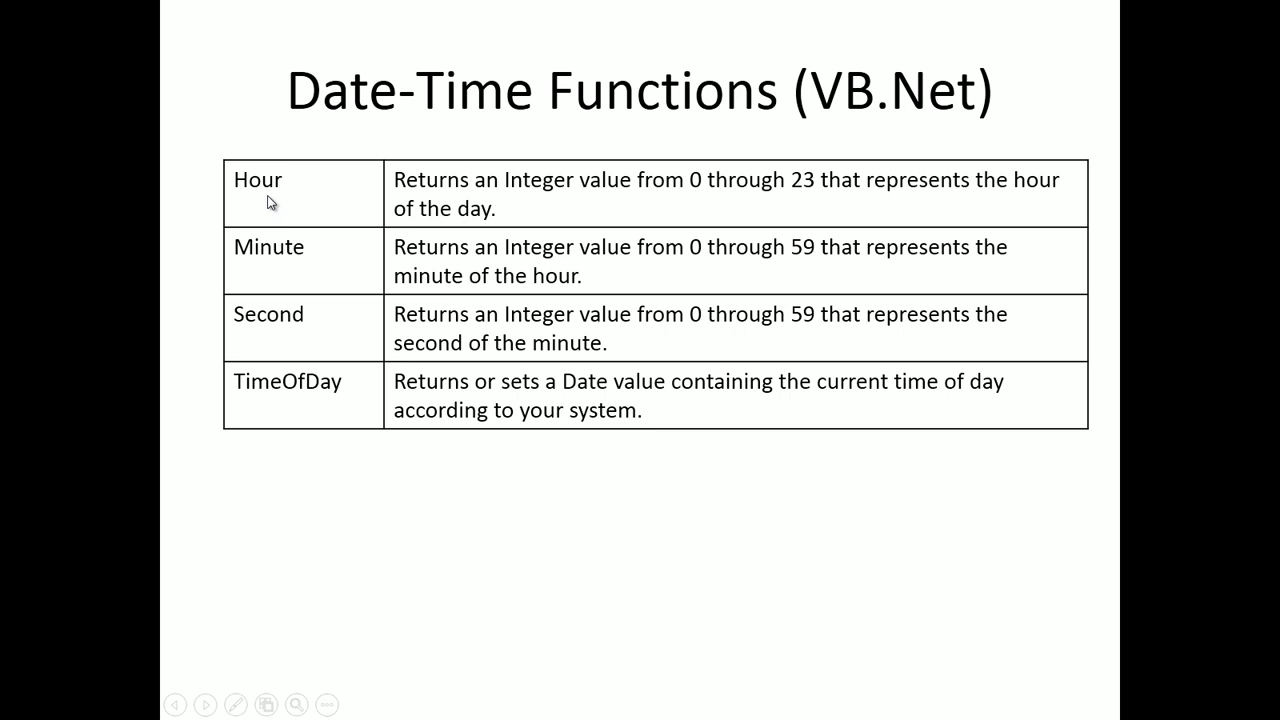 Date-Time Functions (VB.Net)
Hour
Returns an Integer value from 0 through 23 that represents the hour
of the day.
Minute
Returns an Integer value from 0 through 59 that represents the
minute of the hour.
Second
Returns an Integer value from 0 through 59 that represents the
second of the minute.
TimeOfDay
Returns or sets a Date value containing the current time of day
according to your system.